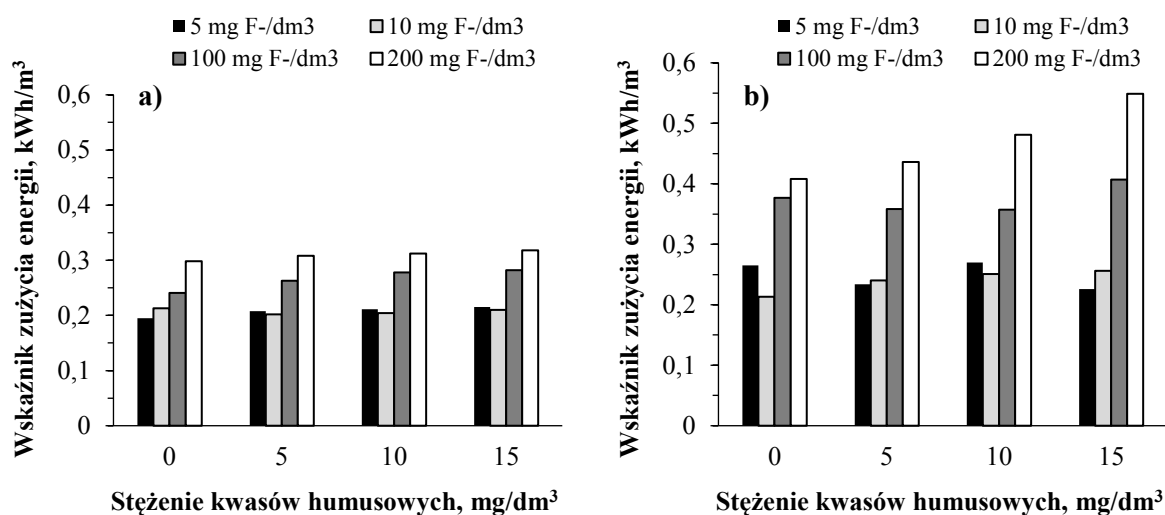 5 mg F-/dm3 10 mg F-/dm3
100 mg F-/dm3 200 mg F-/dm3
a)
Wskaźnik zużycia energii, kWh/m³
0,6
0,5
0,4
0,3
0,2
0,1
0
0 5 10 15
Stężenie kwasów humusowych, mg/dm³
5 mg F-/dm3 10 mg F-/dm3
100 mg F-/dm3 200 mg F-/dm3
b)
Wskaźnik zużycia energii, kWh/m³
0,6
0,5
0,4
0,3
0,2
0,1
0
0 5 10 15
Stężenie kwasów humusowych, mg/dm³